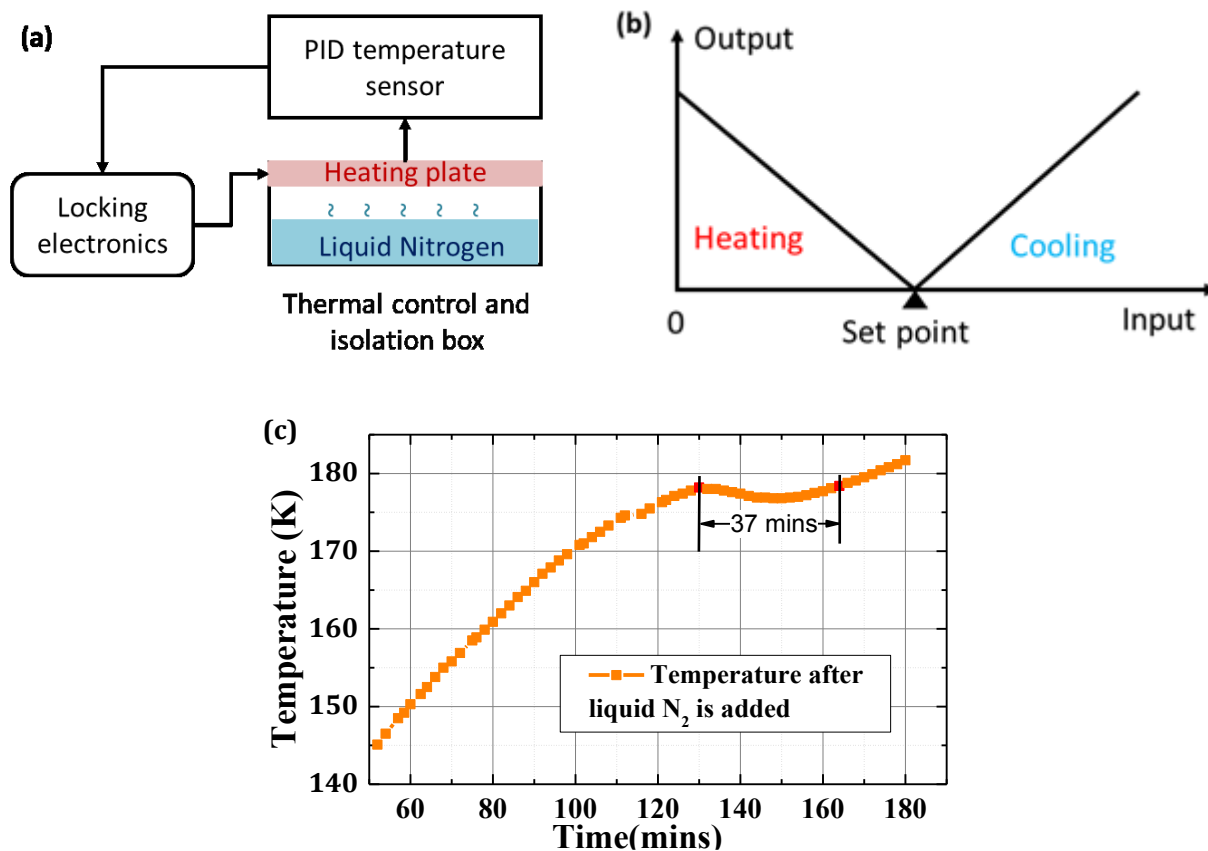 (a)
PID temperature
sensor
Heating plate
Locking
electronics
Liquid Nitrogen
Thermal control and
isolation box
(b)
Output
Heating
Cooling
0
Set point
Input
(c)
Temperature (K)
180
170
160
150
140
37 mins
Temperature after
liquid N₂ is added
60
80
100
120
140
160
180
Time(mins)